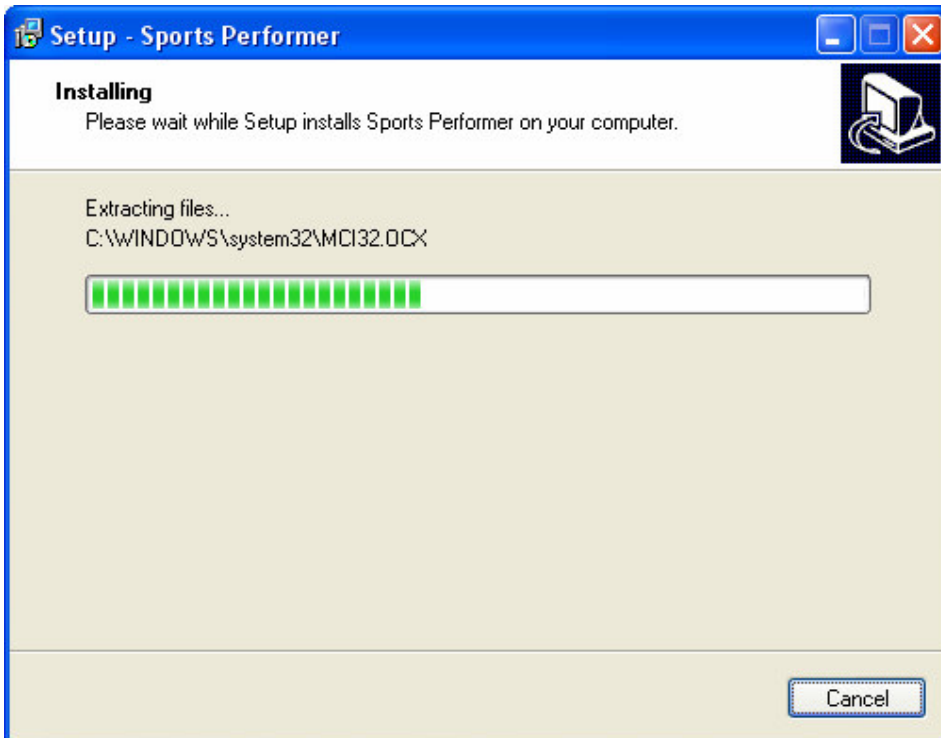 Setup - Sports Performer
Installing
Please wait while Setup installs Sports Performer on your computer.
Extracting files...
C:\WINDOWS\system32\MCI32.OCX
Cancel